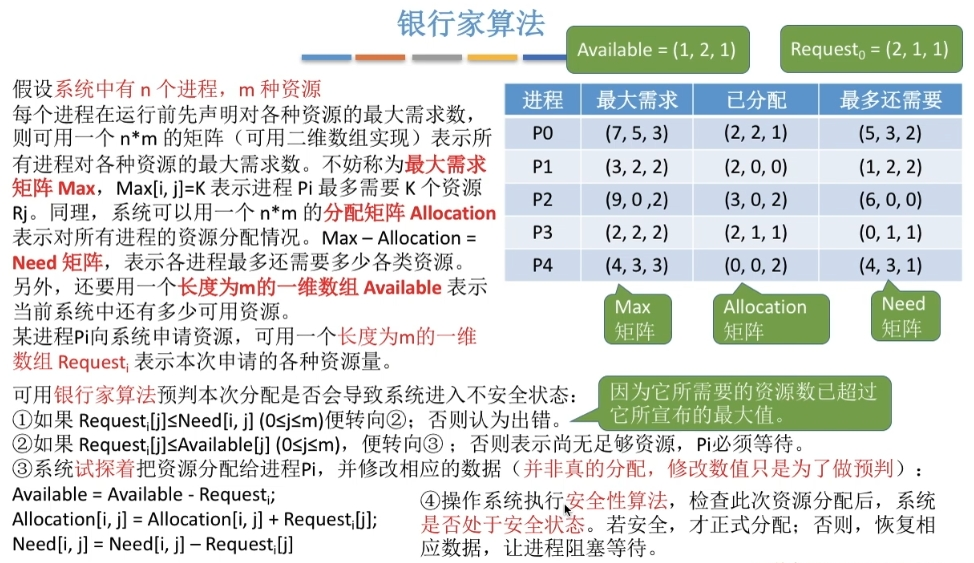 银行家算法
Available = (1, 2, 1)
Request₀ = (2, 1, 1)
假设系统中有 n 个进程，m 种资源
每个进程在运行前先声明对各种资源的最大需求数，
则可用一个 n*m 的矩阵（可用二维数组实现）表示所
有进程对各种资源的最大需求数。不妨称为最大需求
矩阵 Max，Max[i, j]=K 表示进程 Pi 最多需要 K 个资源
Rj。同理，系统可以用一个 n*m 的分配矩阵 Allocation
表示对所有进程的资源分配情况。Max – Allocation =
Need 矩阵，表示各进程最多还需要多少各类资源。
另外，还要用一个长度为m的一维数组 Available 表示
当前系统中还有多少可用资源。
某进程Pi向系统申请资源，可用一个长度为m的一维
数组 Requestᵢ 表示本次申请的各种资源量。
进程 最大需求 已分配 最多还需要
P0 (7, 5, 3) (2, 2, 1) (5, 3, 2)
P1 (3, 2, 2) (2, 0, 0) (1, 2, 2)
P2 (9, 0 ,2) (3, 0, 2) (6, 0, 0)
P3 (2, 2, 2) (2, 1, 1) (0, 1, 1)
P4 (4, 3, 3) (0, 0, 2) (4, 3, 1)
Max
矩阵
Allocation
矩阵
Need
矩阵
可用银行家算法预判本次分配是否会导致系统进入不安全状态：
①如果 Requestᵢ[j]≤Need[i, j] (0≤j≤m)便转向②；否则认为出错。
因为它所需要的资源数已超过
它所宣布的最大值。
②如果 Requestᵢ[j]≤Available[j] (0≤j≤m)，便转向③ ；否则表示尚无足够资源，Pi必须等待。
③系统试探着把资源分配给进程Pi，并修改相应的数据（并非真的分配，修改数值只是为了做预判）：
Available = Available - Requestᵢ;
Allocation[i, j] = Allocation[i, j] + Requestᵢ[j];
Need[i, j] = Need[i, j] – Requestᵢ[j]
④操作系统执行安全性算法，检查此次资源分配后，系统
是否处于安全状态。若安全，才正式分配；否则，恢复相
应数据，让进程阻塞等待。